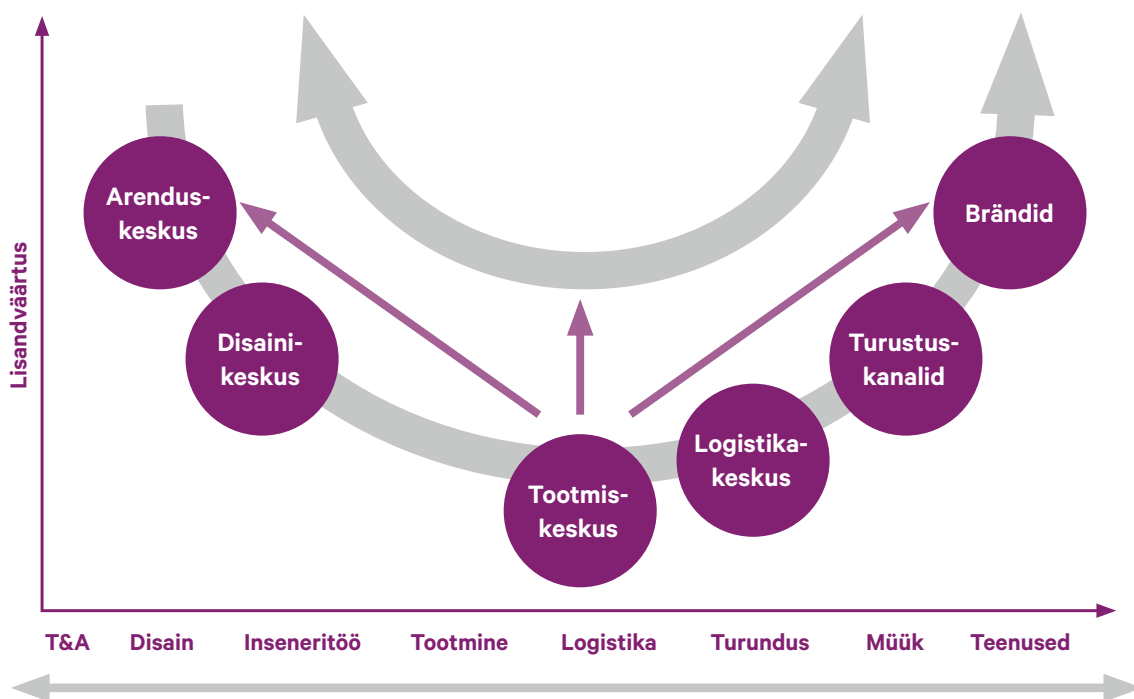 Lisandväärtus
Arendus-
keskus
Disaini-
keskus
Tootmis-
keskus
Logistika-
keskus
Turustus-
kanalid
Brändid
T&A Disain Inseneritöö Tootmine Logistika Turundus Müük Teenused